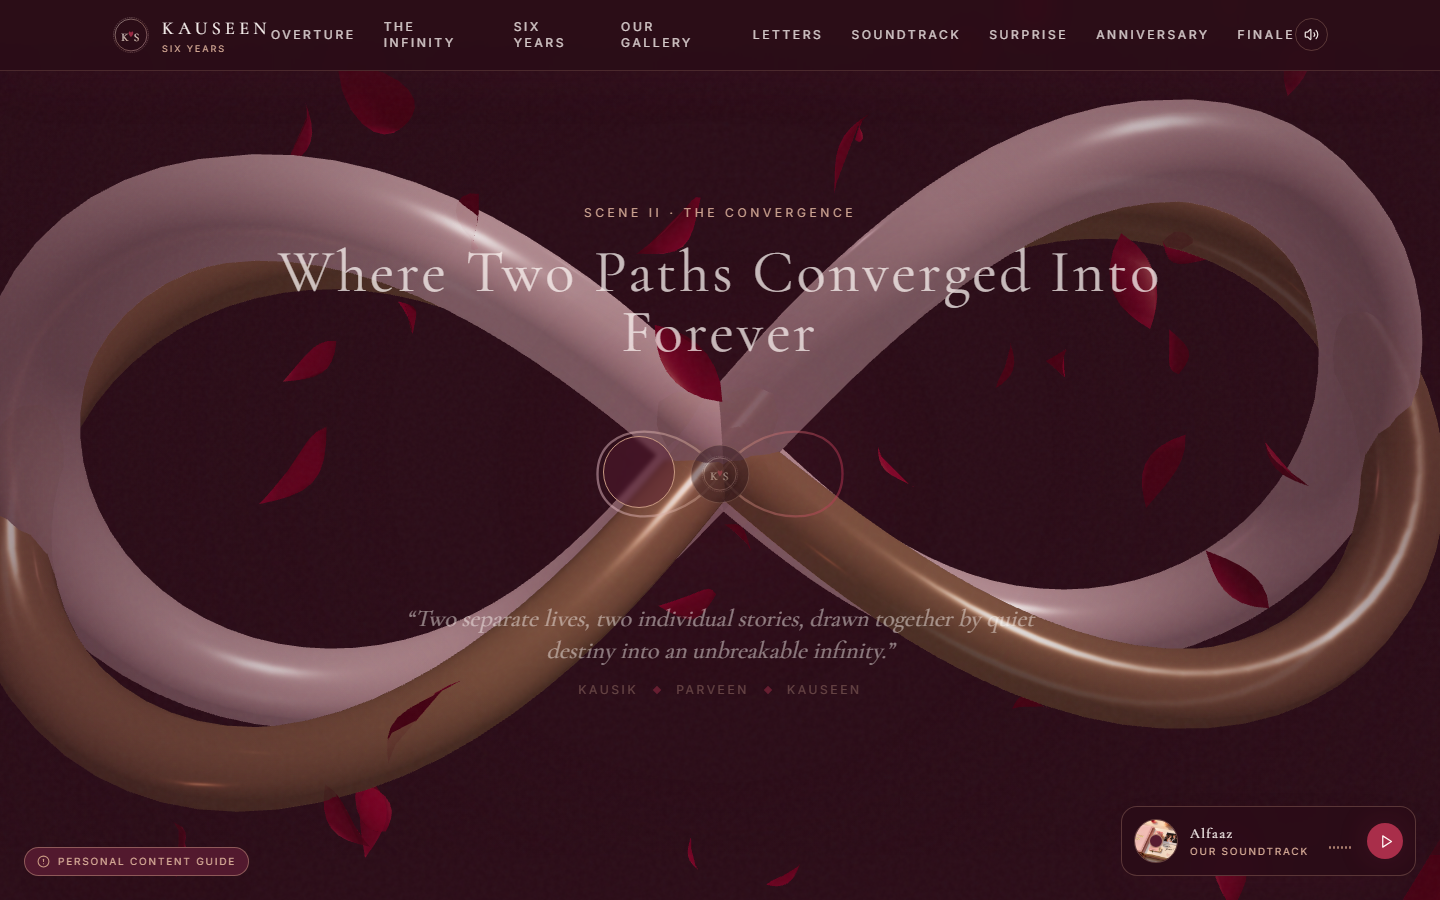 K♥S
KAUSEEN
SIX YEARS
OVERTURE
THE INFINITY
SIX YEARS
OUR GALLERY
LETTERS
SOUNDTRACK
SURPRISE
ANNIVERSARY
FINALE
SCENE II · THE CONVERGENCE
Where Two Paths Converged Into
Forever
K♥S
“Two separate lives, two individual stories, drawn together by quiet
destiny into an unbreakable infinity.”
KAUSIK ◆ PARVEEN ◆ KAUSEEN
PERSONAL CONTENT GUIDE
Alfaaz
OUR SOUNDTRACK